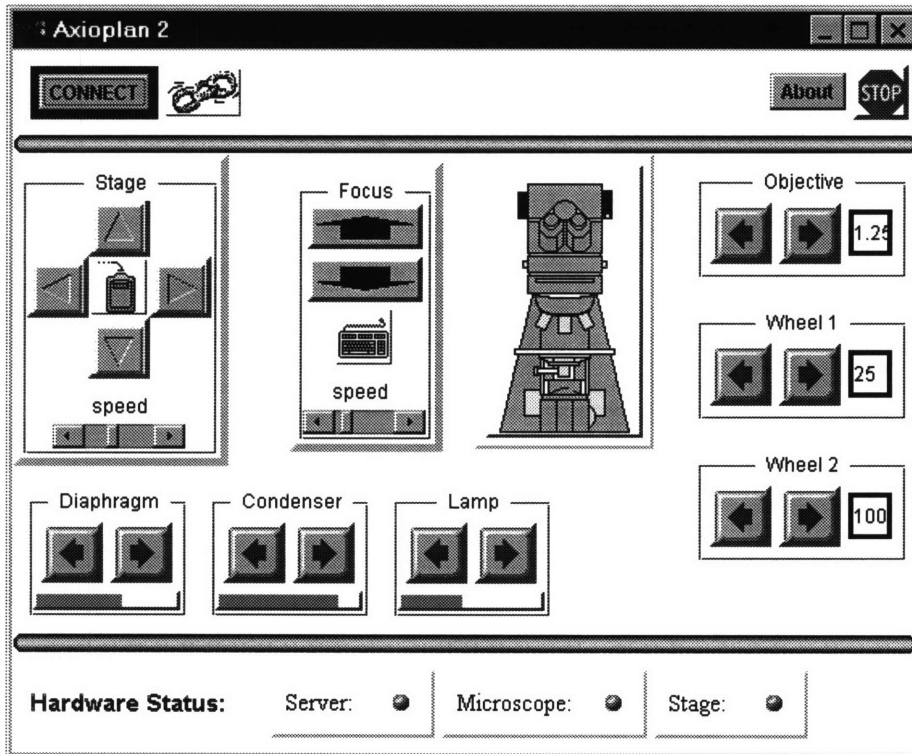 Axioplan 2
CONNECT
About
STOP
Stage
speed
Focus
speed
Objective
1.25
Wheel 1
25
Wheel 2
100
Diaphragm
Condenser
Lamp
Hardware Status:
Server:
Microscope:
Stage: